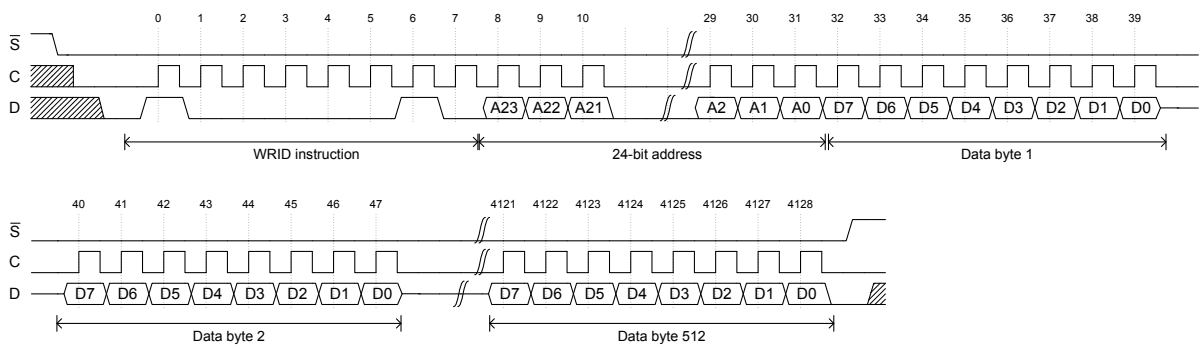 0 1 2 3 4 5 6 7 8 9 10 29 30 31 32 33 34 35 36 37 38 39
S̅
C
D A23 A22 A21 A2 A1 A0 D7 D6 D5 D4 D3 D2 D1 D0
WRID instruction 24-bit address Data byte 1
40 41 42 43 44 45 46 47 4121 4122 4123 4124 4125 4126 4127 4128
S̅
C
D D7 D6 D5 D4 D3 D2 D1 D0 D7 D6 D5 D4 D3 D2 D1 D0
Data byte 2 Data byte 512